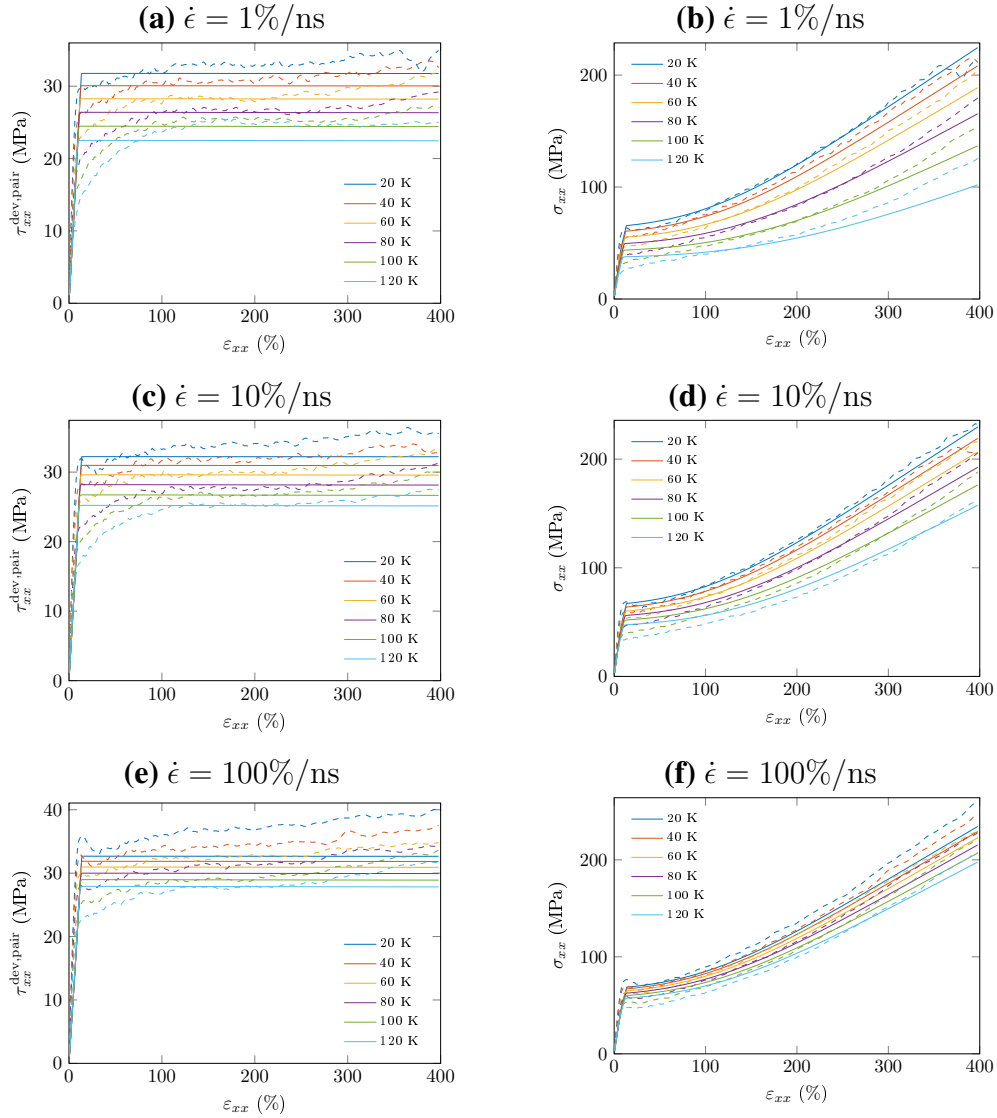 (a) ϵ̇ = 1%/ns
τ_xx^dev,pair (MPa)
30
20
10
0
20 K
40 K
60 K
80 K
100 K
120 K
0 100 200 300 400
ε_xx (%)
(b) ϵ̇ = 1%/ns
σ_xx (MPa)
200
100
0
20 K
40 K
60 K
80 K
100 K
120 K
0 100 200 300 400
ε_xx (%)
(c) ϵ̇ = 10%/ns
τ_xx^dev,pair (MPa)
30
20
10
0
20 K
40 K
60 K
80 K
100 K
120 K
0 100 200 300 400
ε_xx (%)
(d) ϵ̇ = 10%/ns
σ_xx (MPa)
200
100
0
20 K
40 K
60 K
80 K
100 K
120 K
0 100 200 300 400
ε_xx (%)
(e) ϵ̇ = 100%/ns
τ_xx^dev,pair (MPa)
40
30
20
10
0
20 K
40 K
60 K
80 K
100 K
120 K
0 100 200 300 400
ε_xx (%)
(f) ϵ̇ = 100%/ns
σ_xx (MPa)
200
100
0
20 K
40 K
60 K
80 K
100 K
120 K
0 100 200 300 400
ε_xx (%)